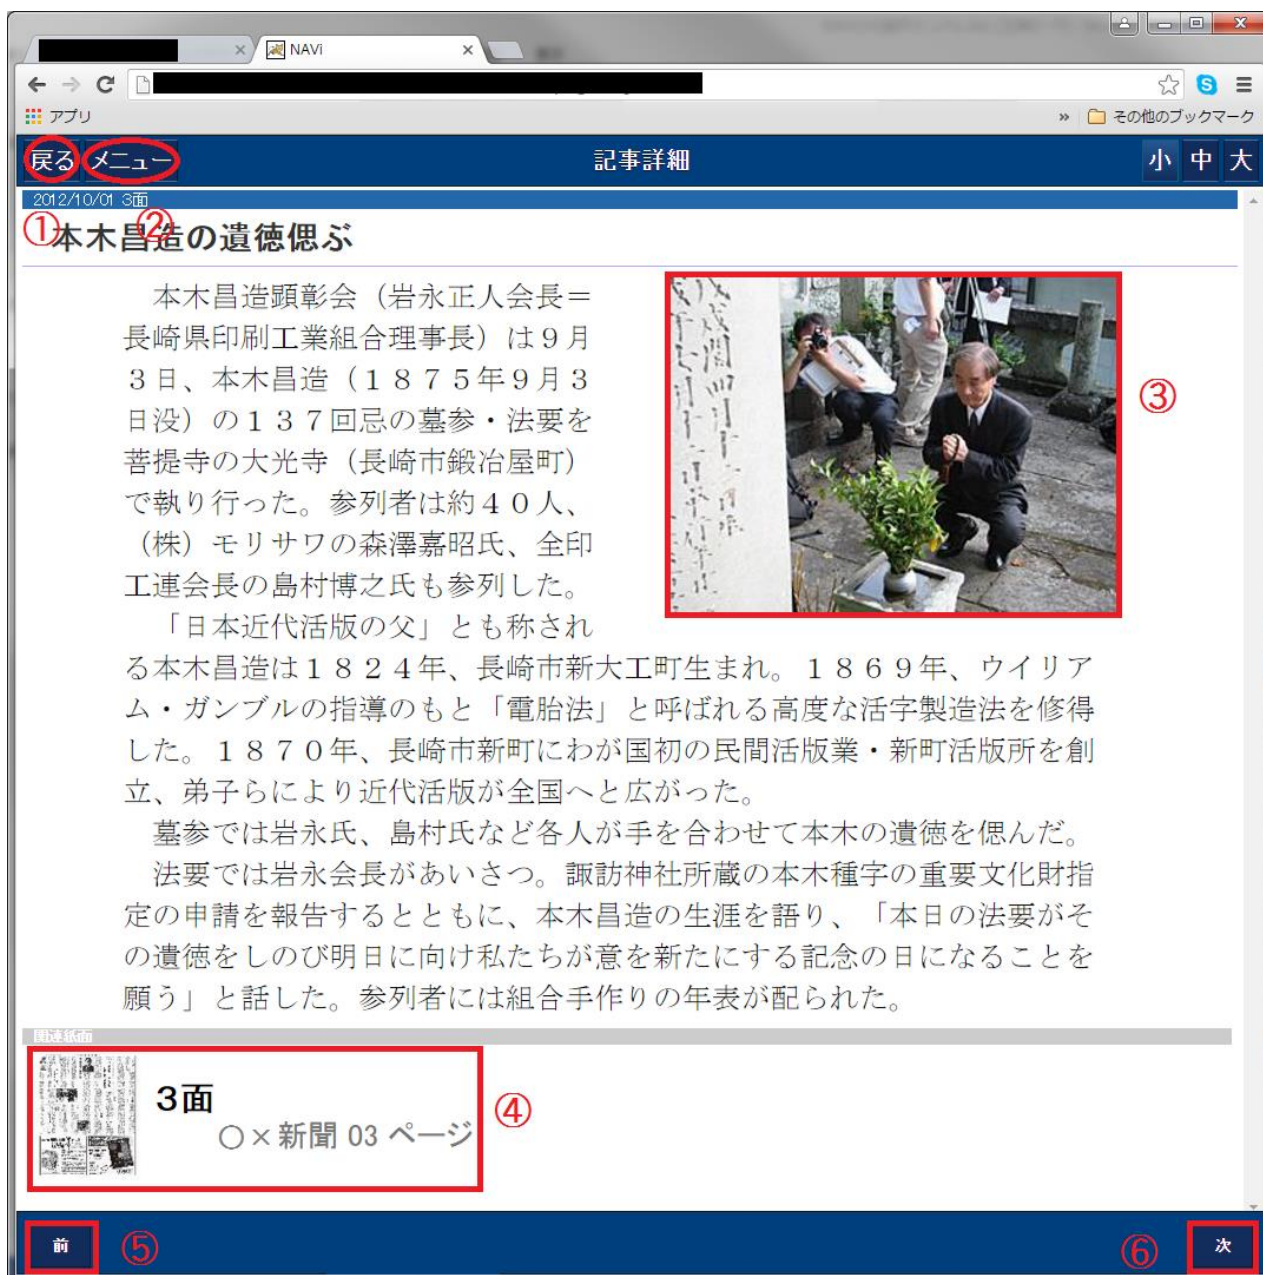 NAVi
アプリ
» その他のブックマーク
戻る メニュー 記事詳細 小 中 大
2012/10/01 3面
① ②
本木昌造の遺徳偲ぶ
　本木昌造顕彰会（岩永正人会長＝
長崎県印刷工業組合理事長）は９月
３日、本木昌造（１８７５年９月３
日没）の１３７回忌の墓参・法要を
菩提寺の大光寺（長崎市鍛冶屋町）
で執り行った。参列者は約４０人、
（株）モリサワの森澤嘉昭氏、全印
工連会長の島村博之氏も参列した。
　「日本近代活版の父」とも称され
る本木昌造は１８２４年、長崎市新大工町生まれ。１８６９年、ウイリア
ム・ガンブルの指導のもと「電胎法」と呼ばれる高度な活字製造法を修得
した。１８７０年、長崎市新町にわが国初の民間活版業・新町活版所を創
立、弟子らにより近代活版が全国へと広がった。
　墓参では岩永氏、島村氏など各人が手を合わせて本木の遺徳を偲んだ。
　法要では岩永会長があいさつ。諏訪神社所蔵の本木種字の重要文化財指
定の申請を報告するとともに、本木昌造の生涯を語り、「本日の法要がそ
の遺徳をしのび明日に向け私たちが意を新たにする記念の日になることを
願う」と話した。参列者には組合手作りの年表が配られた。
③
関連紙面
３面
○×新聞 03 ページ
④
前 ⑤ ⑥ 次